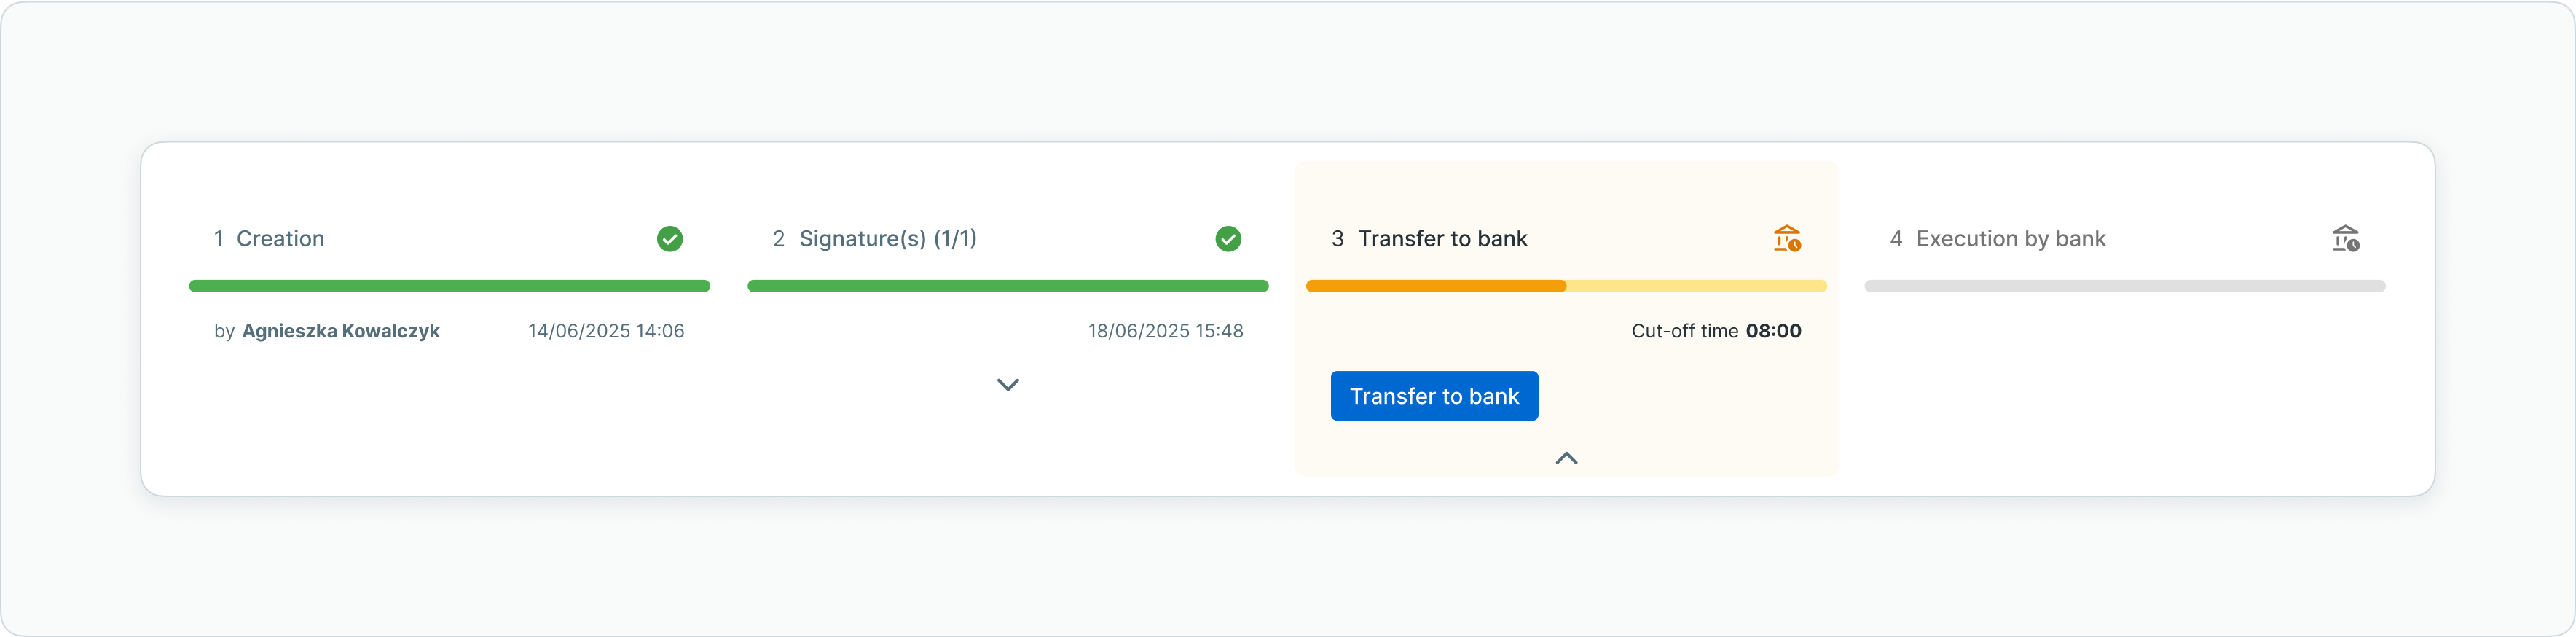 1 Creation
by Agnieszka Kowalczyk 14/06/2025 14:06
2 Signature(s) (1/1)
18/06/2025 15:48
3 Transfer to bank
Cut-off time 08:00
Transfer to bank
4 Execution by bank